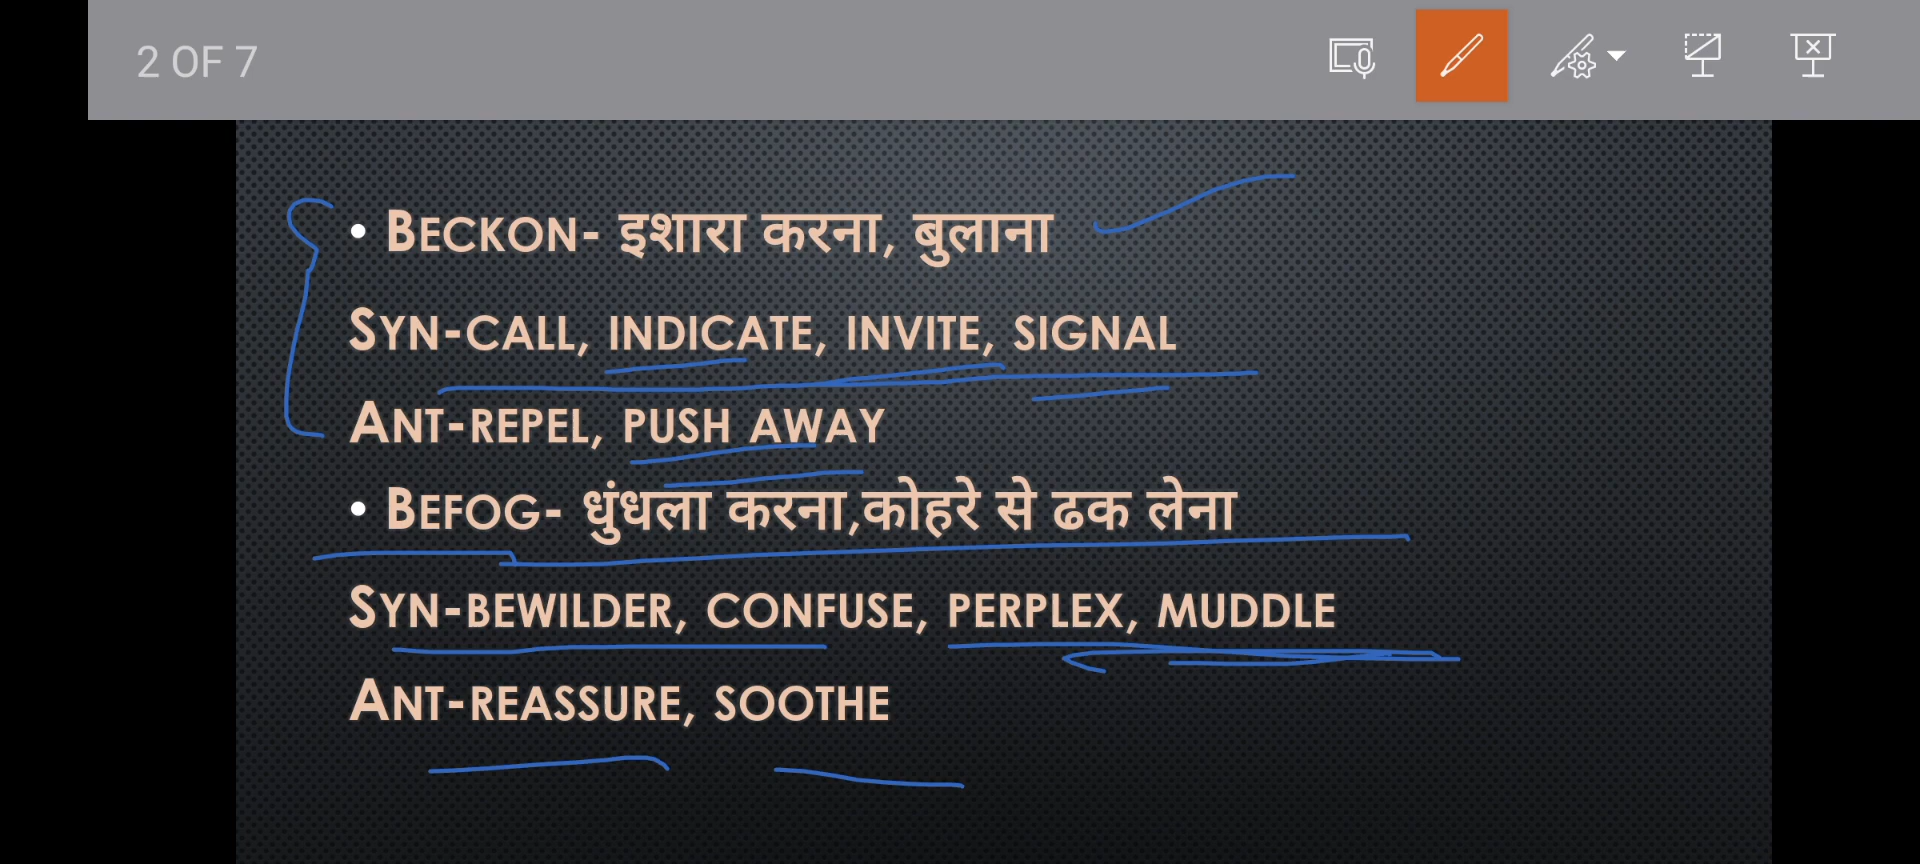 2 OF 7
• BECKON- इशारा करना, बुलाना
SYN-CALL, INDICATE, INVITE, SIGNAL
ANT-REPEL, PUSH AWAY
• BEFOG- धुंधला करना,कोहरे से ढक लेना
SYN-BEWILDER, CONFUSE, PERPLEX, MUDDLE
ANT-REASSURE, SOOTHE